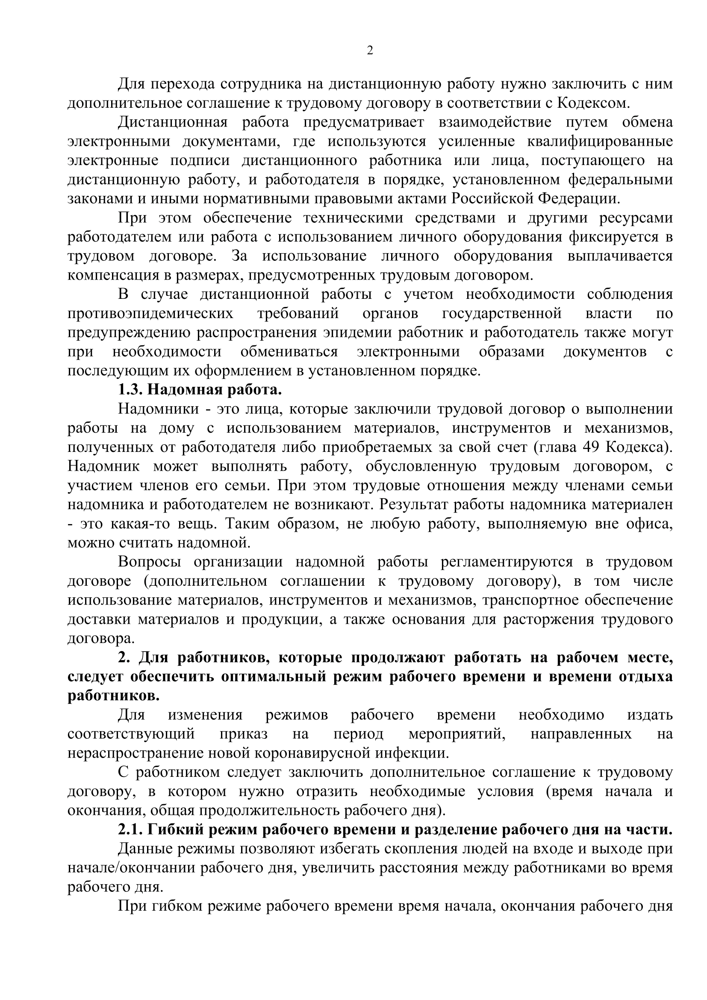 2
Для перехода сотрудника на дистанционную работу нужно заключить с ним
дополнительное соглашение к трудовому договору в соответствии с Кодексом.
Дистанционная работа предусматривает взаимодействие путем обмена
электронными документами, где используются усиленные квалифицированные
электронные подписи дистанционного работника или лица, поступающего на
дистанционную работу, и работодателя в порядке, установленном федеральными
законами и иными нормативными правовыми актами Российской Федерации.
При этом обеспечение техническими средствами и другими ресурсами
работодателем или работа с использованием личного оборудования фиксируется в
трудовом договоре. За использование личного оборудования выплачивается
компенсация в размерах, предусмотренных трудовым договором.
В случае дистанционной работы с учетом необходимости соблюдения
противоэпидемических требований органов государственной власти по
предупреждению распространения эпидемии работник и работодатель также могут
при необходимости обмениваться электронными образами документов с
последующим их оформлением в установленном порядке.
1.3. Надомная работа.
Надомники - это лица, которые заключили трудовой договор о выполнении
работы на дому с использованием материалов, инструментов и механизмов,
полученных от работодателя либо приобретаемых за свой счет (глава 49 Кодекса).
Надомник может выполнять работу, обусловленную трудовым договором, с
участием членов его семьи. При этом трудовые отношения между членами семьи
надомника и работодателем не возникают. Результат работы надомника материален
- это какая-то вещь. Таким образом, не любую работу, выполняемую вне офиса,
можно считать надомной.
Вопросы организации надомной работы регламентируются в трудовом
договоре (дополнительном соглашении к трудовому договору), в том числе
использование материалов, инструментов и механизмов, транспортное обеспечение
доставки материалов и продукции, а также основания для расторжения трудового
договора.
2. Для работников, которые продолжают работать на рабочем месте,
следует обеспечить оптимальный режим рабочего времени и времени отдыха
работников.
Для изменения режимов рабочего времени необходимо издать
соответствующий приказ на период мероприятий, направленных на
нераспространение новой коронавирусной инфекции.
С работником следует заключить дополнительное соглашение к трудовому
договору, в котором нужно отразить необходимые условия (время начала и
окончания, общая продолжительность рабочего дня).
2.1. Гибкий режим рабочего времени и разделение рабочего дня на части.
Данные режимы позволяют избегать скопления людей на входе и выходе при
начале/окончании рабочего дня, увеличить расстояния между работниками во время
рабочего дня.
При гибком режиме рабочего времени время начала, окончания рабочего дня